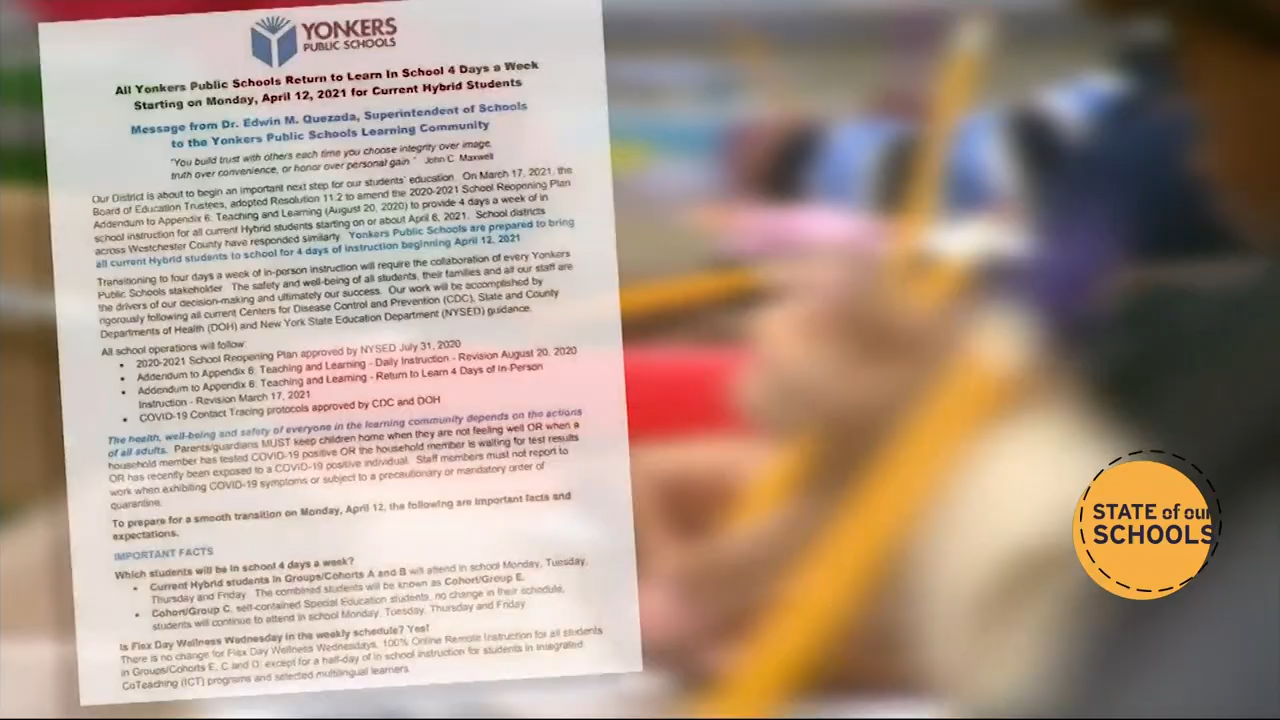 YONKERS
PUBLIC SCHOOLS
All Yonkers Public Schools Return to Learn In School 4 Days a Week
Starting on Monday, April 12, 2021 for Current Hybrid Students
Message from Dr. Edwin M. Quezada, Superintendent of Schools
to the Yonkers Public Schools Learning Community
"You build trust with others each time you choose integrity over image,
truth over convenience, or honor over personal gain." John C. Maxwell
Our District is about to begin an important next step for our students' education. On March 17, 2021, the
Board of Education Trustees, adopted Resolution 11.2 to amend the 2020-2021 School Reopening Plan
Addendum to Appendix 6: Teaching and Learning (August 20, 2020) to provide 4 days a week of in
school instruction for all current Hybrid students starting on or about April 6, 2021. School districts
across Westchester County have responded similarly. Yonkers Public Schools are prepared to bring
all current Hybrid students to school for 4 days of instruction beginning April 12, 2021
Transitioning to four days a week of in-person instruction will require the collaboration of every Yonkers
Public Schools stakeholder. The safety and well-being of all students, their families and all our staff are
the drivers of our decision-making and ultimately our success. Our work will be accomplished by
rigorously following all current Centers for Disease Control and Prevention (CDC), State and County
Departments of Health (DOH) and New York State Education Department (NYSED) guidance.
All school operations will follow:
• 2020-2021 School Reopening Plan approved by NYSED July 31, 2020
• Addendum to Appendix 6: Teaching and Learning - Daily Instruction - Revision August 20, 2020
• Addendum to Appendix 6: Teaching and Learning - Return to Learn 4 Days of In-Person
Instruction - Revision March 17, 2021
• COVID-19 Contact Tracing protocols approved by CDC and DOH
The health, well-being and safety of everyone in the learning community depends on the actions
of all adults. Parents/guardians MUST keep children home when they are not feeling well OR when a
household member has tested COVID-19 positive OR the household member is waiting for test results
OR has recently been exposed to a COVID-19 positive individual. Staff members must not report to
work when exhibiting COVID-19 symptoms or subject to a precautionary or mandatory order of
quarantine.
To prepare for a smooth transition on Monday, April 12, the following are important facts and
expectations.
IMPORTANT FACTS
Which students will be in school 4 days a week?
• Current Hybrid students in Groups/Cohorts A and B will attend in school Monday, Tuesday,
Thursday and Friday. The combined students will be known as Cohort/Group E.
• Cohort/Group C, self-contained Special Education students, no change in their schedule,
students will continue to attend in school Monday, Tuesday, Thursday and Friday
Is Flex Day Wellness Wednesday in the weekly schedule? Yes!
There is no change for Flex Day Wellness Wednesdays, 100% Online Remote Instruction for all students
in Groups/Cohorts E, C and D; except for a half-day of in school instruction for students in Integrated
CoTeaching (ICT) programs and selected multilingual learners.
STATE of our
SCHOOLS